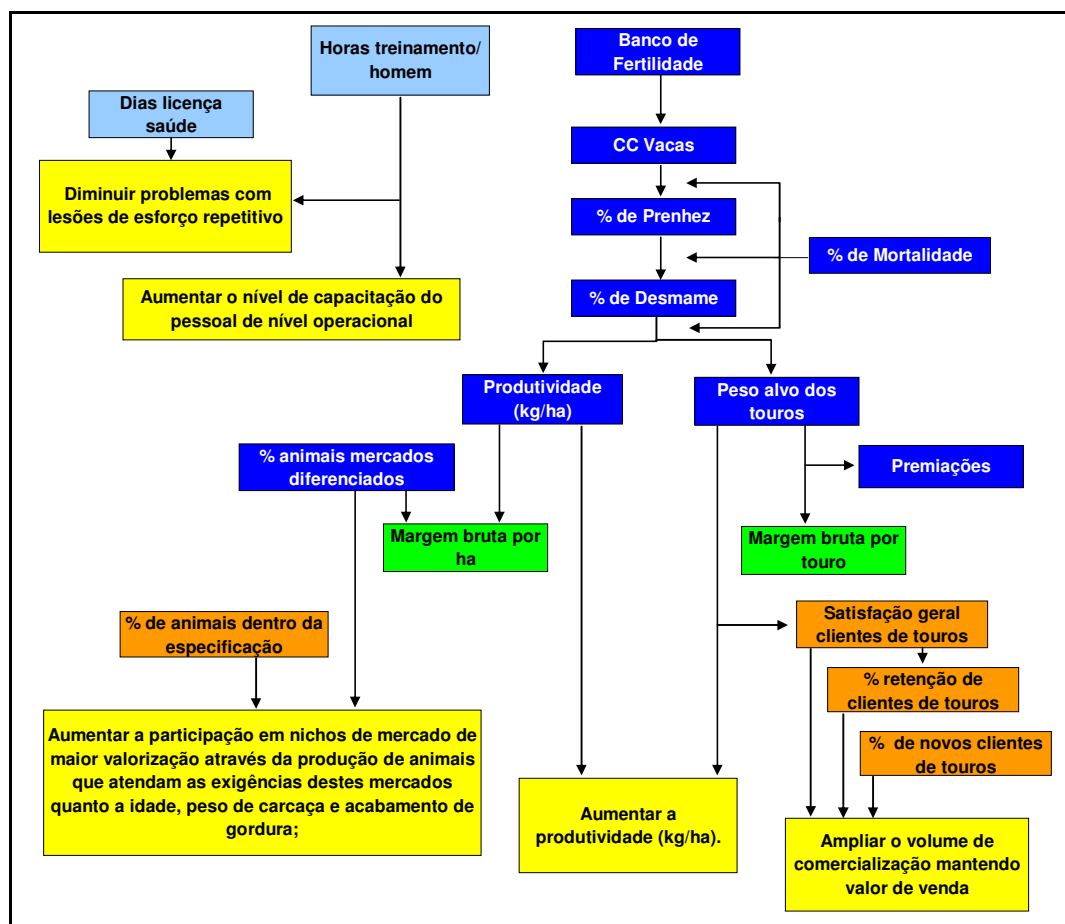 Horas treinamento/
homem
Banco de
Fertilidade
Dias licença
saúde
CC Vacas
Diminuir problemas com
lesões de esforço repetitivo
% de Prenhez
% de Mortalidade
Aumentar o nível de capacitação do
pessoal de nível operacional
% de Desmame
Produtividade
(kg/ha)
Peso alvo dos
touros
% animais mercados
diferenciados
Premiações
Margem bruta por
ha
Margem bruta por
touro
% de animais dentro da
especificação
Satisfação geral
clientes de touros
% retenção de
clientes de touros
Aumentar a participação em nichos de mercado de
maior valorização através da produção de animais
que atendam as exigências destes mercados
quanto a idade, peso de carcaça e acabamento de
gordura;
% de novos clientes
de touros
Aumentar a
produtividade (kg/ha).
Ampliar o volume de
comercialização mantendo
valor de venda